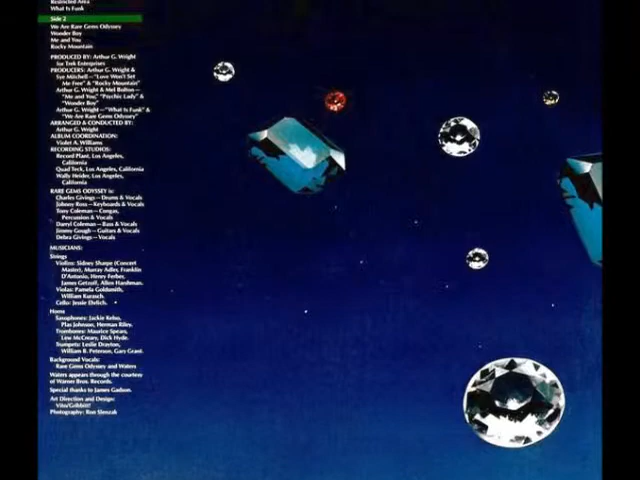 Restricted Area
What Is Funk
Side 2
We Are Rare Gems Odyssey
Wonder Boy
Me and You
Rocky Mountain
PRODUCED BY: Arthur G. Wright
for Trek Enterprises
PRODUCERS: Arthur G. Wright &
Sye Mitchell—"Love Won't Set
Me Free" & "Rocky Mountain"
Arthur G. Wright & Mel Bolton—
"Me and You," "Psychic Lady" &
"Wonder Boy"
Arthur G. Wright—"What Is Funk" &
"We Are Rare Gems Odyssey"
ARRANGED & CONDUCTED BY:
Arthur G. Wright
ALBUM COORDINATION:
Violet A. Williams
RECORDING STUDIOS:
Record Plant, Los Angeles,
California
Quad Teck, Los Angeles, California
Wally Heider, Los Angeles,
California
RARE GEMS ODYSSEY is:
Charles Givings—Drums & Vocals
Johnny Ross—Keyboards & Vocals
Tony Coleman—Congas,
Percussion & Vocals
Darryl Coleman—Bass & Vocals
Jimmy Gough—Guitars & Vocals
Debra Givings—Vocals
MUSICIANS:
Strings
Violins: Sidney Sharpe (Concert
Master), Murray Adler, Franklin
D'Antonio, Henry Ferber,
James Getzoff, Allen Harshman.
Violas: Pamela Goldsmith,
William Kurasch.
Cello: Jessie Ehrlich.
Horns
Saxophones: Jackie Kelso,
Plas Johnson, Herman Riley.
Trombones: Maurice Spears,
Lew McCreary, Dick Hyde.
Trumpets: Leslie Drayton,
William B. Peterson, Gary Grant.
Background Vocals:
Rare Gems Odyssey and Waters
Waters appears through the courtesy
of Warner Bros. Records.
Special thanks to James Gadson.
Art Direction and Design:
Vito/Gribbitt!
Photography: Ron Slenzak